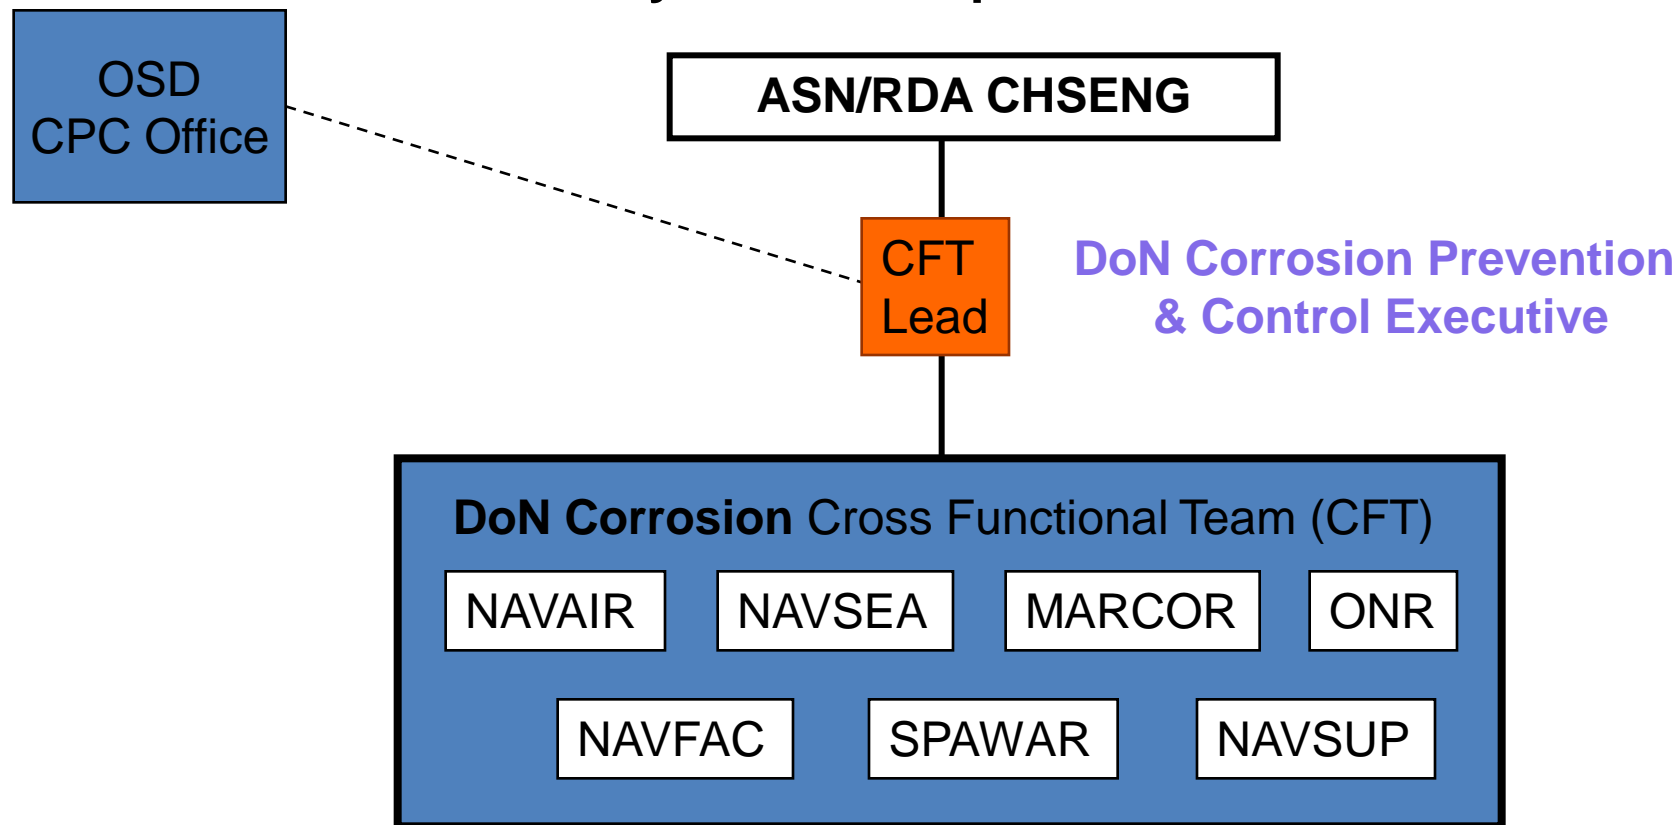 OSD
CPC Office
ASN/RDA CHSENG
CFT
Lead
DoN Corrosion Prevention
& Control Executive
DoN Corrosion Cross Functional Team (CFT)
NAVAIR NAVSEA MARCOR ONR
NAVFAC SPAWAR NAVSUP